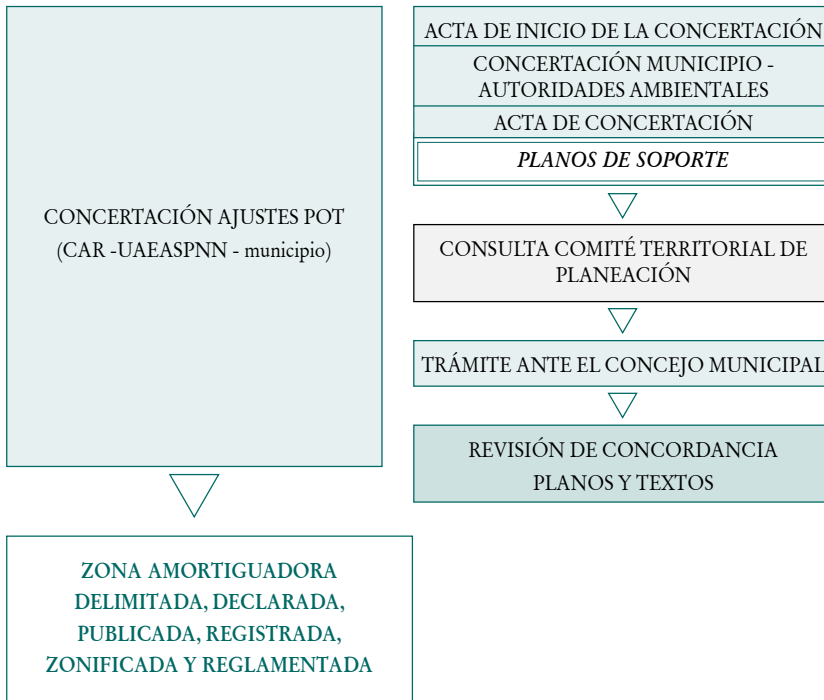 CONCERTACIÓN AJUSTES POT
(CAR -UAEASPNN - municipio)
ZONA AMORTIGUADORA
DELIMITADA, DECLARADA,
PUBLICADA, REGISTRADA,
ZONIFICADA Y REGLAMENTADA
ACTA DE INICIO DE LA CONCERTACIÓN
CONCERTACIÓN MUNICIPIO -
AUTORIDADES AMBIENTALES
ACTA DE CONCERTACIÓN
PLANOS DE SOPORTE
CONSULTA COMITÉ TERRITORIAL DE
PLANEACIÓN
TRÁMITE ANTE EL CONCEJO MUNICIPAL
REVISIÓN DE CONCORDANCIA
PLANOS Y TEXTOS